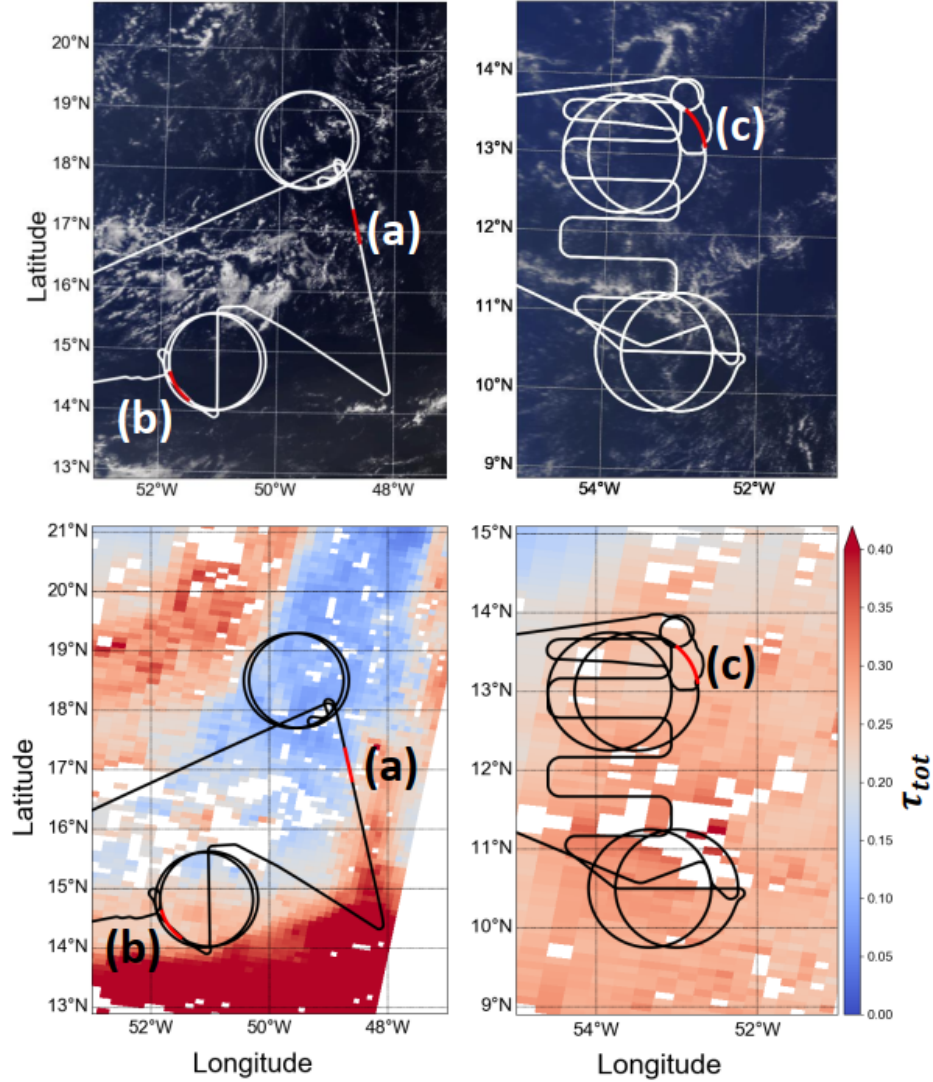 20°N
19°N
18°N
17°N
16°N
15°N
14°N
13°N
Latitude
52°W
50°W
48°W
(a)
(b)
14°N
13°N
12°N
11°N
10°N
9°N
54°W
52°W
(c)
21°N
20°N
19°N
18°N
17°N
16°N
15°N
14°N
13°N
Latitude
52°W
50°W
48°W
Longitude
(a)
(b)
15°N
14°N
13°N
12°N
11°N
10°N
9°N
54°W
52°W
Longitude
(c)
0.40
0.35
0.30
0.25
0.20
0.15
0.10
0.05
0.00
τtot